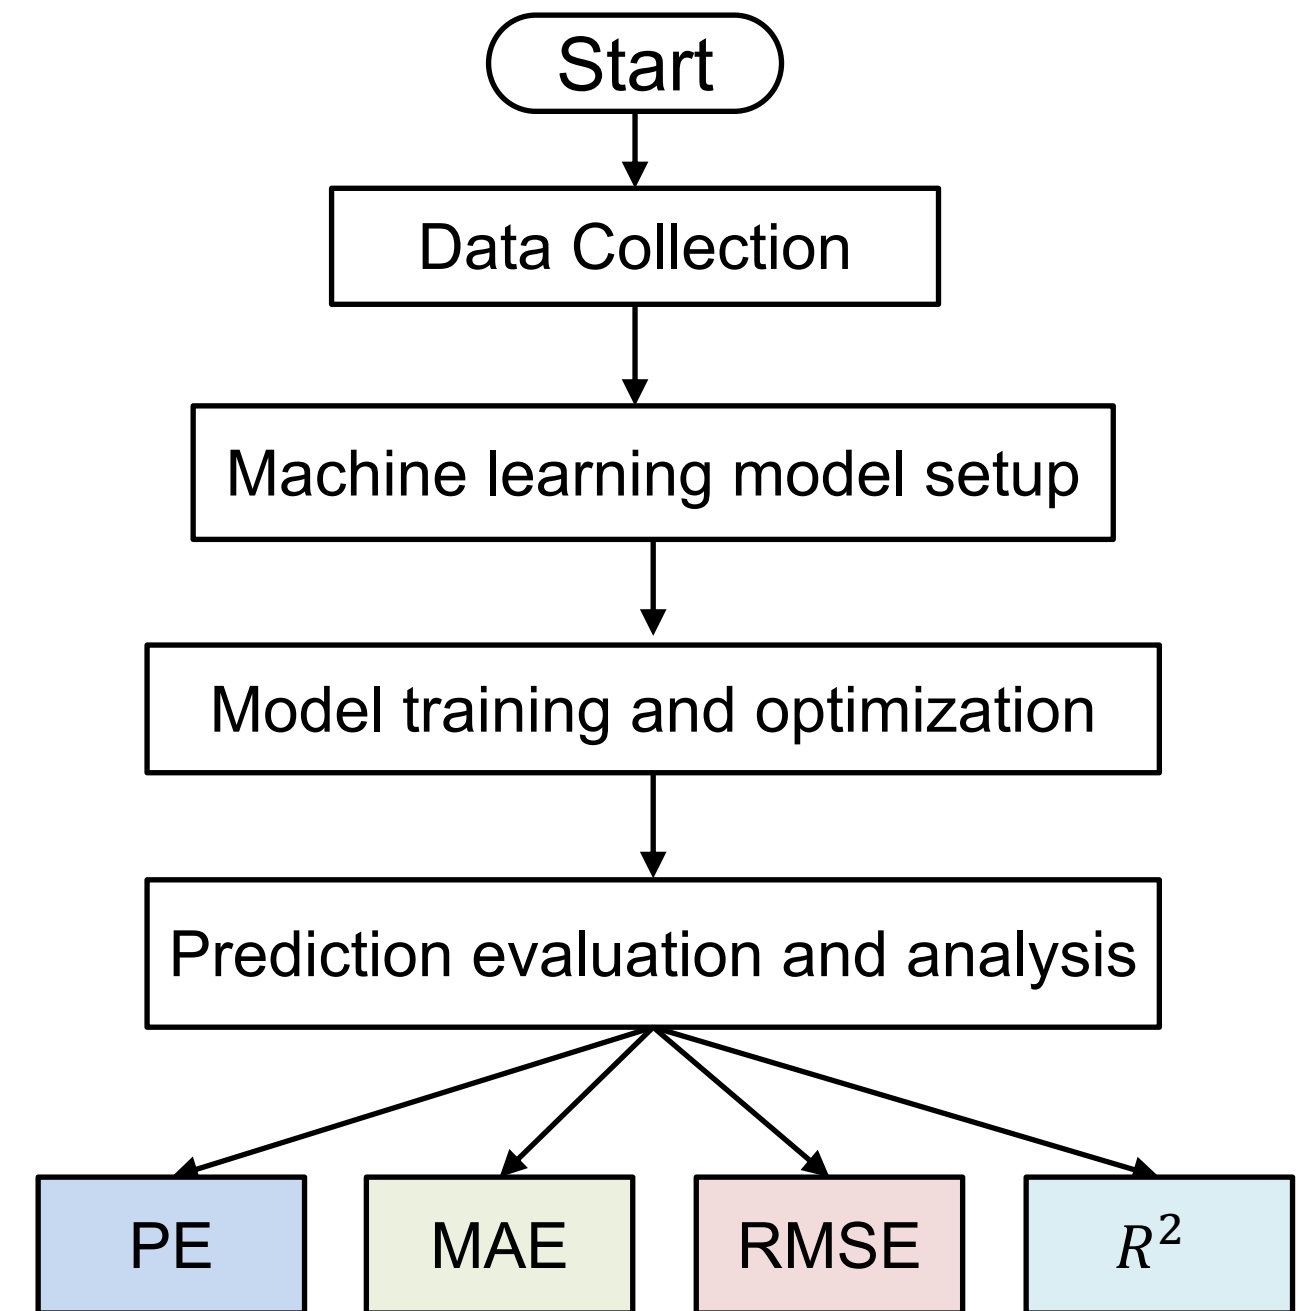 Start
Data Collection
Machine learning model setup
Model training and optimization
Prediction evaluation and analysis
PE
MAE
RMSE
R²